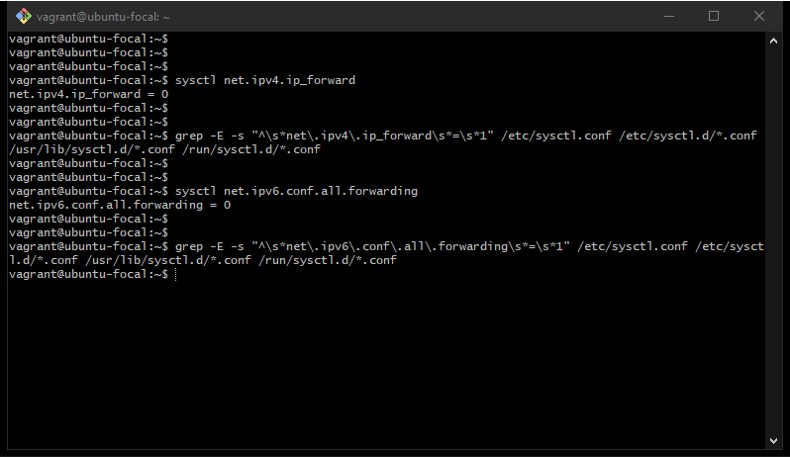 vagrant@ubuntu-focal: ~
vagrant@ubuntu-focal:~$
vagrant@ubuntu-focal:~$
vagrant@ubuntu-focal:~$
vagrant@ubuntu-focal:~$ sysctl net.ipv4.ip_forward
net.ipv4.ip_forward = 0
vagrant@ubuntu-focal:~$
vagrant@ubuntu-focal:~$
vagrant@ubuntu-focal:~$ grep -E -s "^\s*net\.ipv4\.ip_forward\s*=\s*1" /etc/sysctl.conf /etc/sysctl.d/*.conf
/usr/lib/sysctl.d/*.conf /run/sysctl.d/*.conf
vagrant@ubuntu-focal:~$
vagrant@ubuntu-focal:~$
vagrant@ubuntu-focal:~$ sysctl net.ipv6.conf.all.forwarding
net.ipv6.conf.all.forwarding = 0
vagrant@ubuntu-focal:~$
vagrant@ubuntu-focal:~$
vagrant@ubuntu-focal:~$ grep -E -s "^\s*net\.ipv6\.conf\.all\.forwarding\s*=\s*1" /etc/sysctl.conf /etc/sysct
l.d/*.conf /usr/lib/sysctl.d/*.conf /run/sysctl.d/*.conf
vagrant@ubuntu-focal:~$